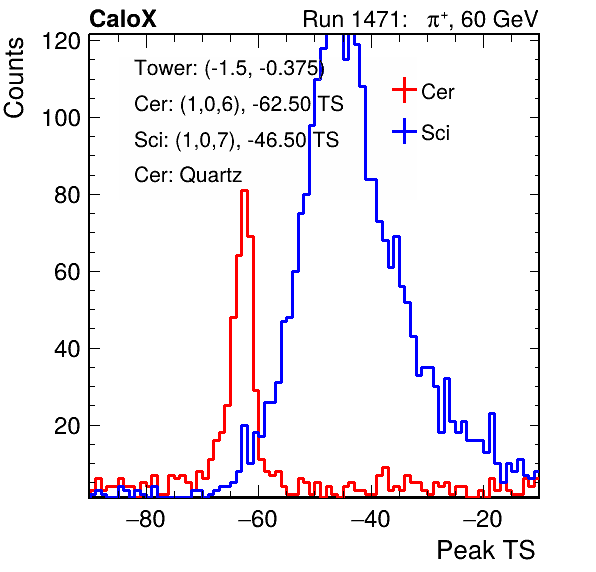 CaloX Run 1471: π⁺, 60 GeV
Counts
120
100
80
60
40
20
Tower: (-1.5, -0.375)
Cer: (1,0,6), -62.50 TS
Sci: (1,0,7), -46.50 TS
Cer: Quartz
Cer
Sci
−80 −60 −40 −20
Peak TS